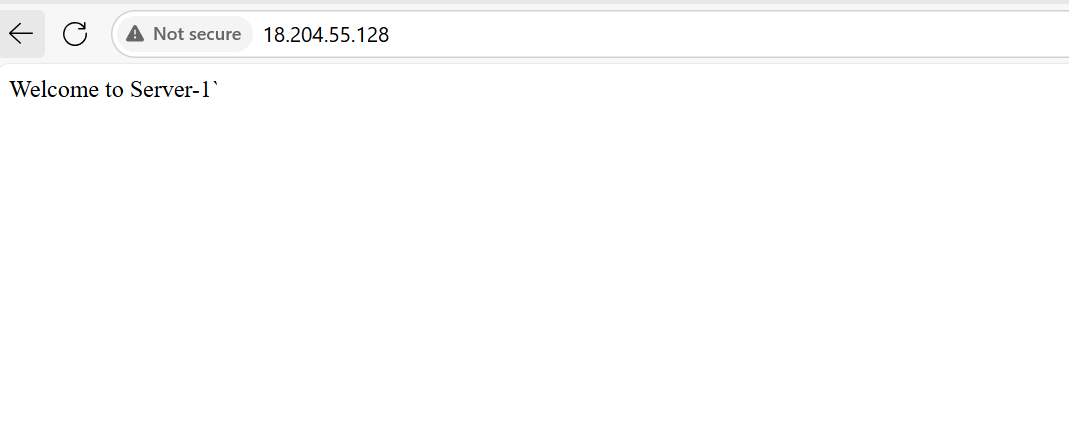 Not secure 18.204.55.128
Welcome to Server-1`